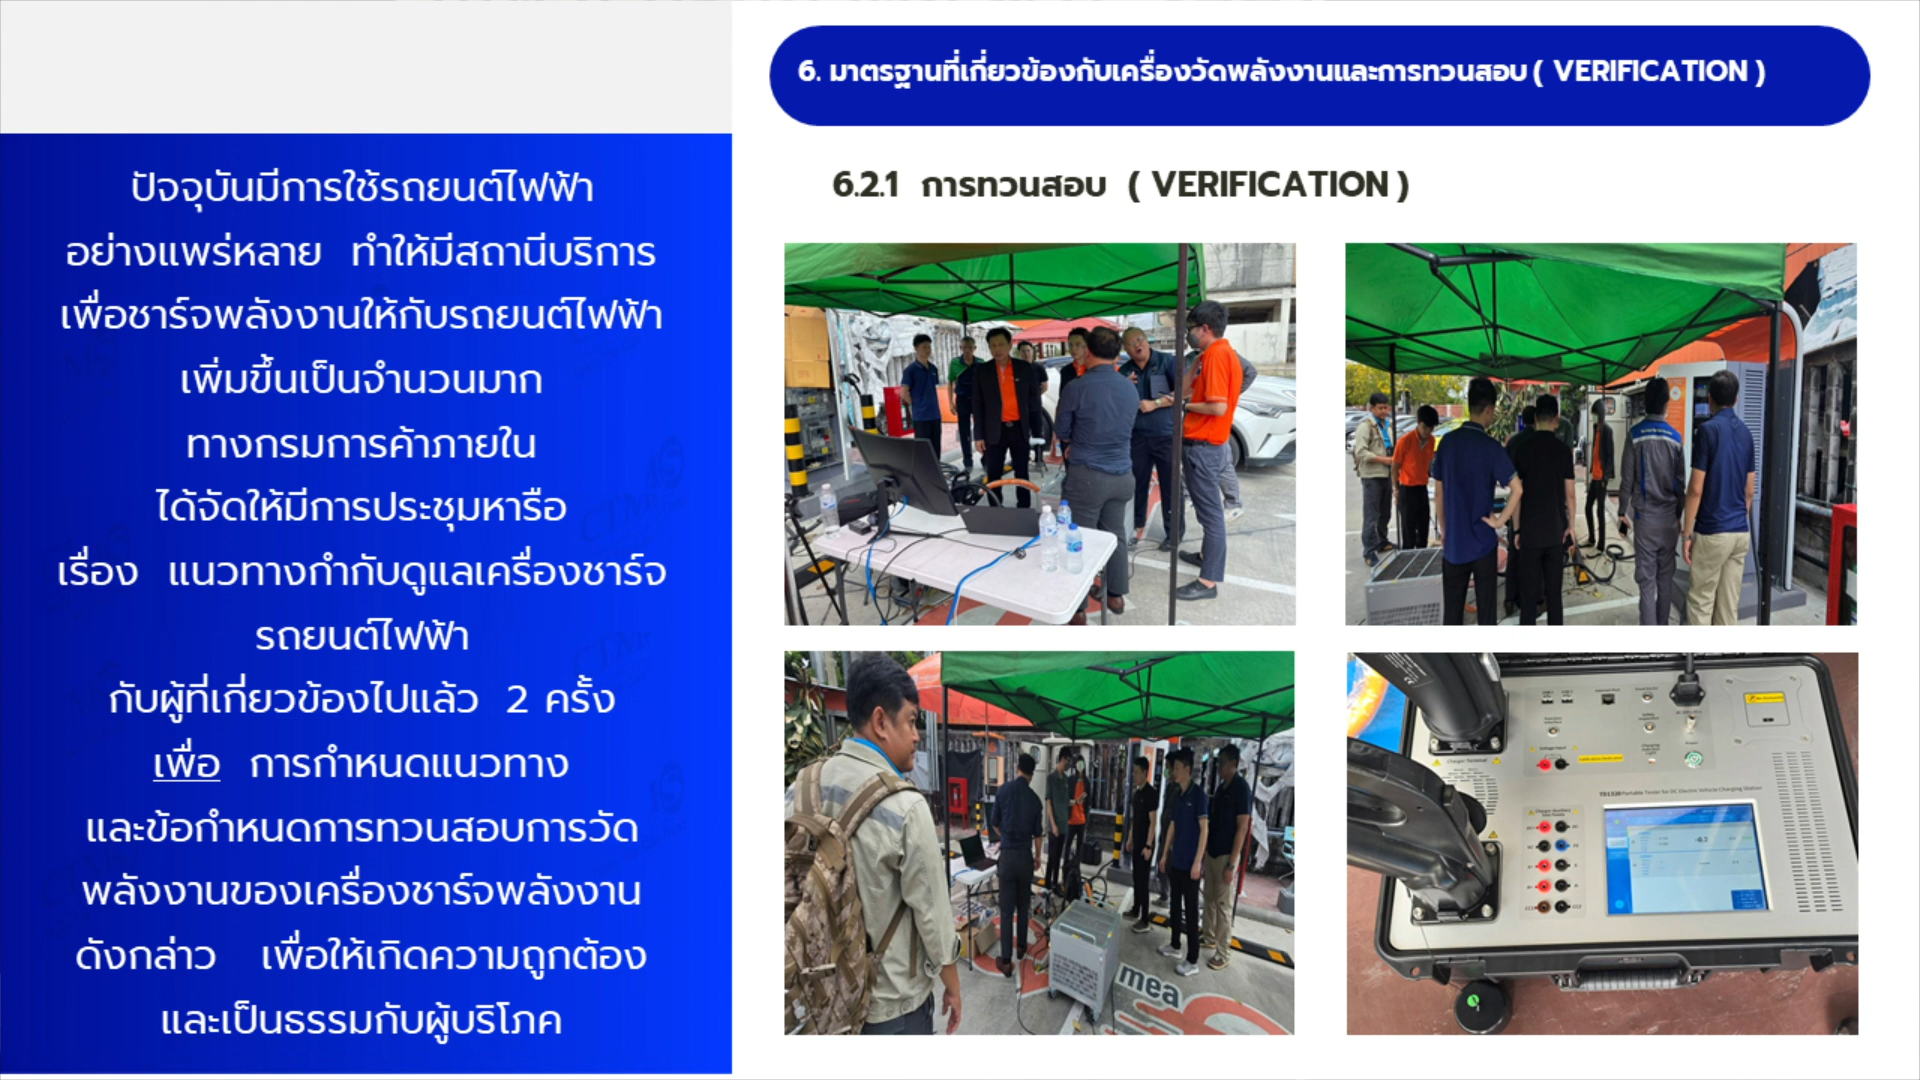 6. มาตรฐานที่เกี่ยวข้องกับเครื่องวัดพลังงานและการทวนสอบ ( VERIFICATION )
ปัจจุบันมีการใช้รถยนต์ไฟฟ้า
อย่างแพร่หลาย ทำให้มีสถานีบริการ
เพื่อชาร์จพลังงานให้กับรถยนต์ไฟฟ้า
เพิ่มขึ้นเป็นจำนวนมาก
ทางกรมการค้าภายใน
ได้จัดให้มีการประชุมหารือ
เรื่อง แนวทางกำกับดูแลเครื่องชาร์จ
รถยนต์ไฟฟ้า
กับผู้ที่เกี่ยวข้องไปแล้ว 2 ครั้ง
เพื่อ การกำหนดแนวทาง
และข้อกำหนดการทวนสอบการวัด
พลังงานของเครื่องชาร์จพลังงาน
ดังกล่าว เพื่อให้เกิดความถูกต้อง
และเป็นธรรมกับผู้บริโภค
6.2.1 การทวนสอบ ( VERIFICATION )
mea
Portable Tester for DC Electric Vehicle Charging Station